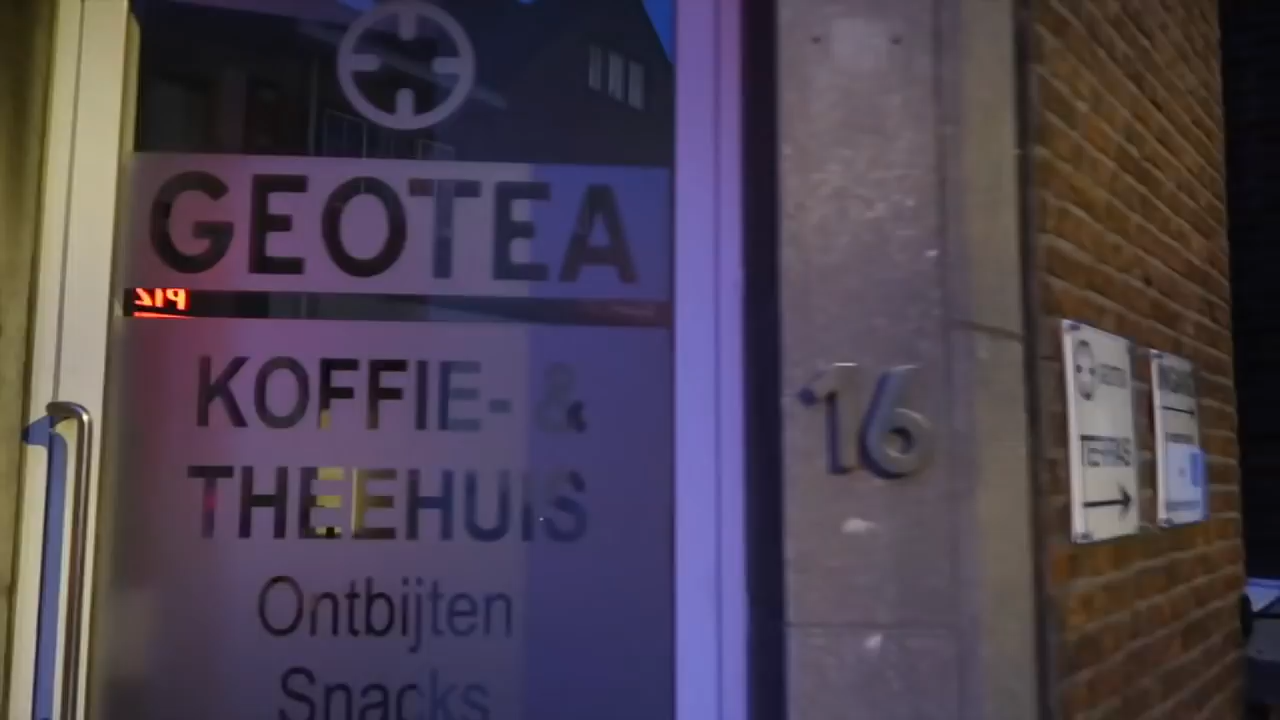 GEOTEA
KOFFIE- &
THEEHUIS
Ontbijten
Snacks
16
TERRAS